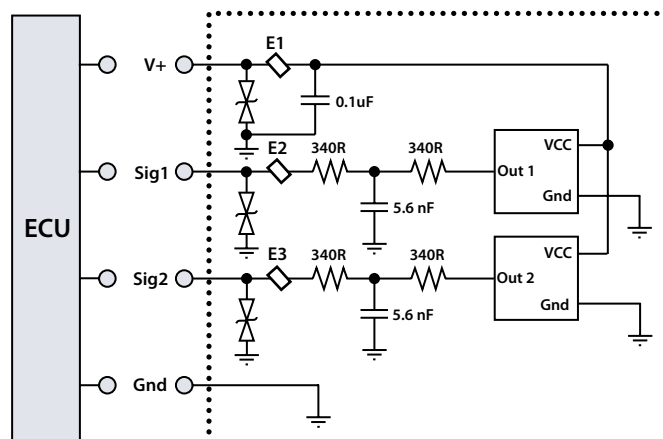 E1
V+
0.1uF
VCC
E2
340R
340R
Sig1
Out 1
Gnd
5.6 nF
ECU
E3
340R
340R
VCC
Sig2
Out 2
Gnd
5.6 nF
Gnd